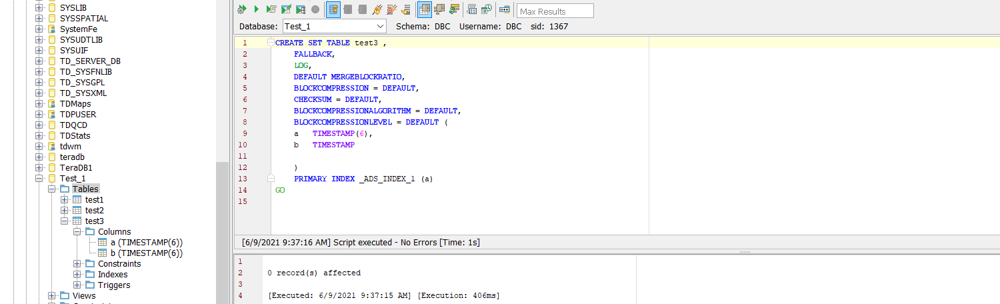 SYSLIB
SYSSPATIAL
SystemFe
SYSUDTLIB
SYSUIF
TD_SERVER_DB
TD_SYSFNLIB
TD_SYSGPL
TD_SYSXML
TDMaps
TDPUSER
TDQCD
TDStats
tdwm
teradb
TeraDB1
Test_1
Tables
test1
test2
test3
Columns
a (TIMESTAMP(6))
b (TIMESTAMP(6))
Constraints
Indexes
Triggers
Views
Max Results
Database: Test_1 Schema: DBC Username: DBC sid: 1367
1 CREATE SET TABLE test3 ,
2 FALLBACK,
3 LOG,
4 DEFAULT MERGEBLOCKRATIO,
5 BLOCKCOMPRESSION = DEFAULT,
6 CHECKSUM = DEFAULT,
7 BLOCKCOMPRESSIONALGORITHM = DEFAULT,
8 BLOCKCOMPRESSIONLEVEL = DEFAULT (
9 a TIMESTAMP(6),
10 b TIMESTAMP
11
12 )
13 PRIMARY INDEX _ADS_INDEX_1 (a)
14 GO
15
[6/9/2021 9:37:16 AM] Script executed - No Errors [Time: 1s]
1
2 0 record(s) affected
3
4 [Executed: 6/9/2021 9:37:15 AM] [Execution: 406ms]